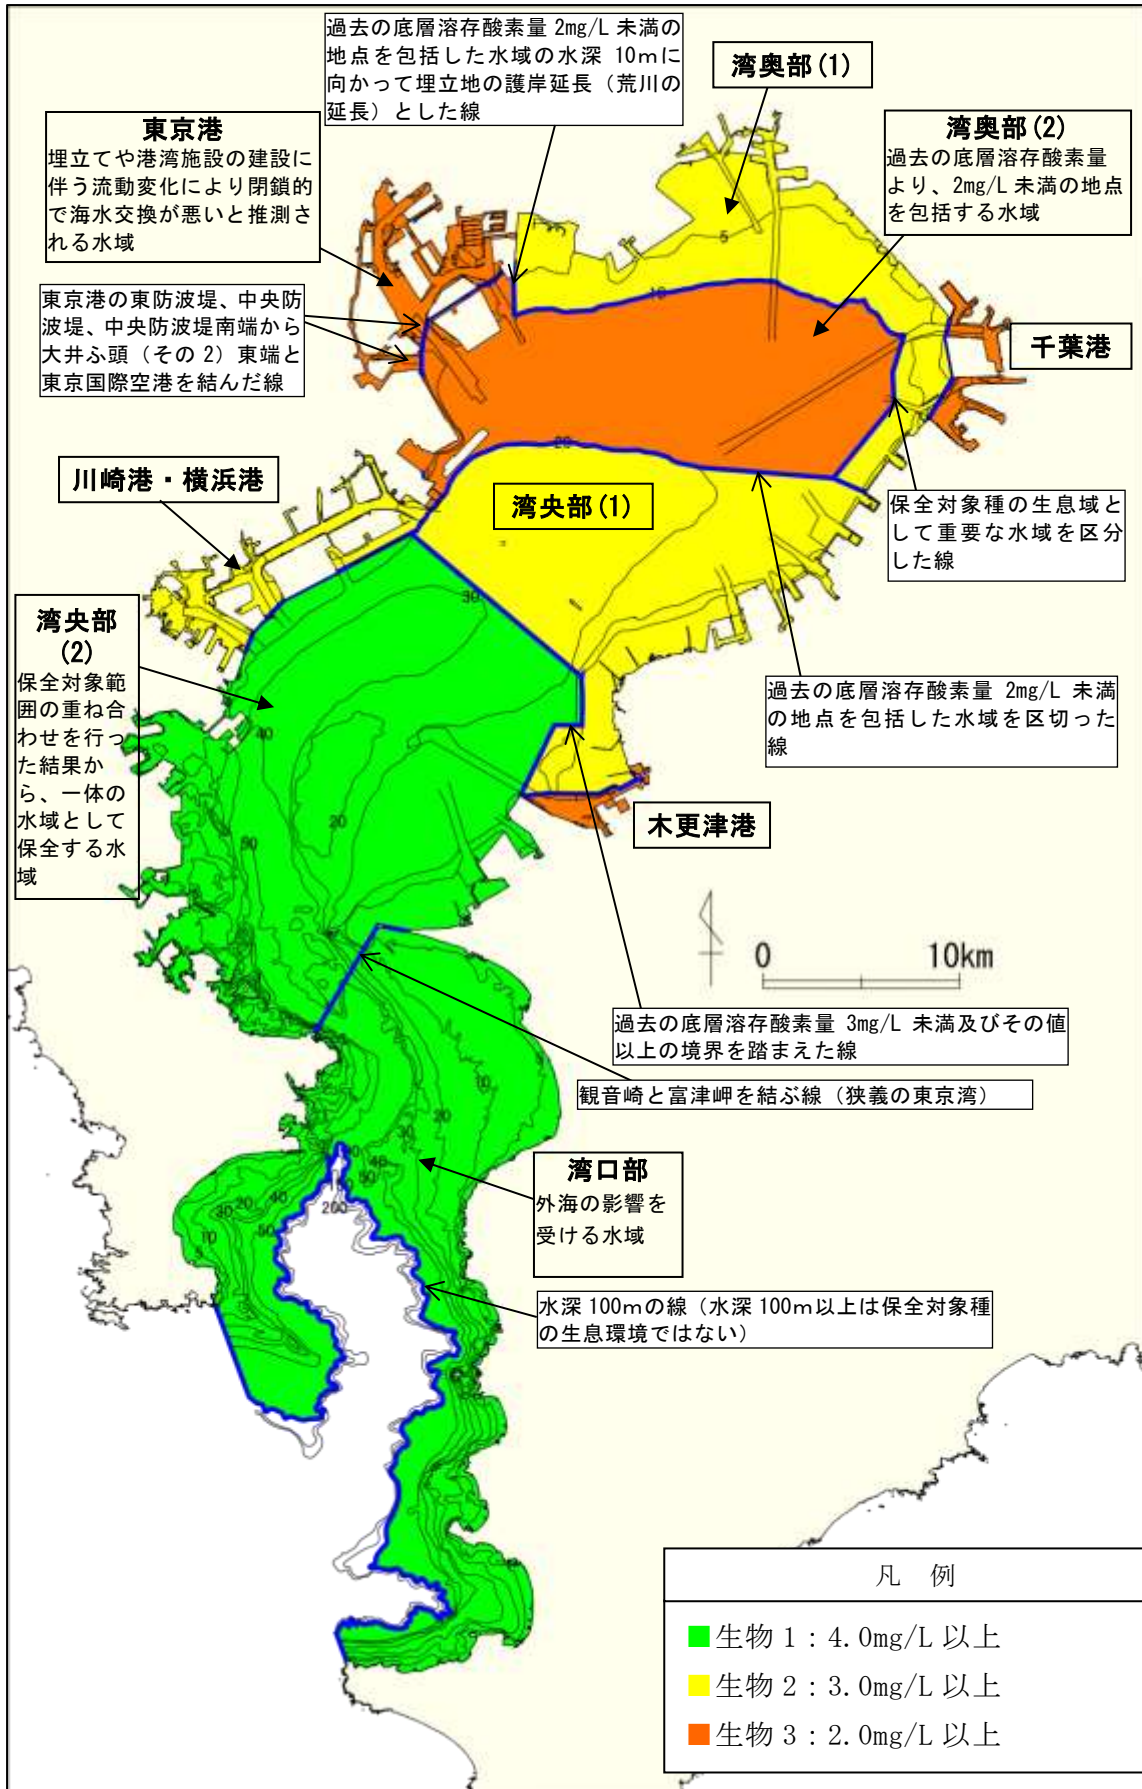 過去の底層溶存酸素量 2mg/L 未満の
地点を包括した水域の水深 10mに
向かって埋立地の護岸延長（荒川の
延長）とした線
湾奥部(1)
東京港
埋立てや港湾施設の建設に
伴う流動変化により閉鎖的
で海水交換が悪いと推測さ
れる水域
湾奥部(2)
過去の底層溶存酸素量
より、2mg/L 未満の地点
を包括する水域
東京港の東防波堤、中央防
波堤、中央防波堤南端から
大井ふ頭（その 2）東端と
東京国際空港を結んだ線
5
10
千葉港
20
川崎港・横浜港
湾央部(1)
保全対象種の生息域と
して重要な水域を区分
した線
30
湾央部
(2)
保全対象範
囲の重ね合
わせを行っ
た結果か
ら、一体の
水域として
保全する水
域
過去の底層溶存酸素量 2mg/L 未満
の地点を包括した水域を区切った
線
40
20
50
木更津港
0 10km
過去の底層溶存酸素量 3mg/L 未満及びその値
以上の境界を踏まえた線
観音崎と富津岬を結ぶ線（狭義の東京湾）
10
20
30
40
50
湾口部
外海の影響を
受ける水域
200
40
20
30
50
10
5
水深 100mの線（水深 100m以上は保全対象種
の生息環境ではない）
凡 例
生物 1：4.0mg/L 以上
生物 2：3.0mg/L 以上
生物 3：2.0mg/L 以上